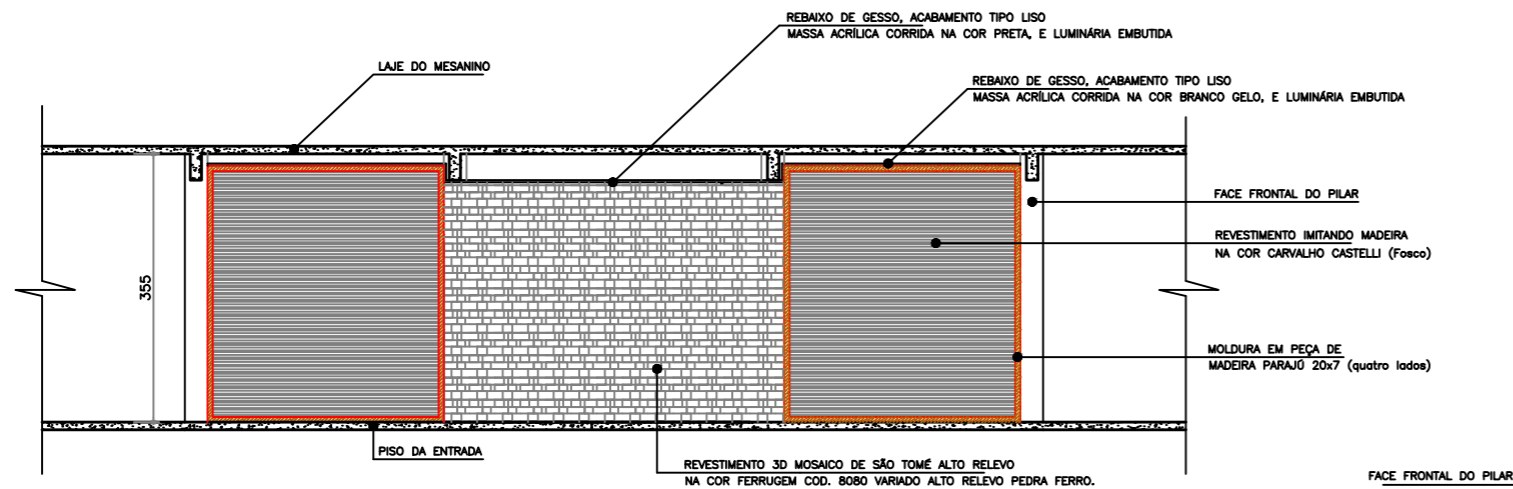 REBAIXO DE GESSO, ACABAMENTO TIPO LISO
MASSA ACRÍLICA CORRIDA NA COR PRETA, E LUMINÁRIA EMBUTIDA
LAJE DO MESANINO
REBAIXO DE GESSO, ACABAMENTO TIPO LISO
MASSA ACRÍLICA CORRIDA NA COR BRANCO GELO, E LUMINÁRIA EMBUTIDA
FACE FRONTAL DO PILAR
REVESTIMENTO IMITANDO MADEIRA
NA COR CARVALHO CASTELLI (Fosco)
355
MOLDURA EM PEÇA DE
MADEIRA PARAJÚ 20x7 (quatro lados)
PISO DA ENTRADA
REVESTIMENTO 3D MOSAICO DE SÃO TOMÉ ALTO RELEVO
NA COR FERRUGEM COD. 8080 VARIADO ALTO RELEVO PEDRA FERRO.
FACE FRONTAL DO PILAR